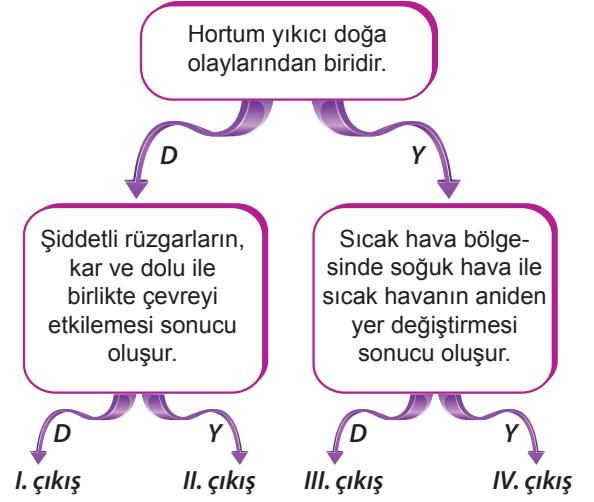 Hortum yıkıcı doğa
olaylarından biridir.
D
Y
Şiddetli rüzgarların,
kar ve dolu ile
birlikte çevreyi
etkilemesi sonucu
oluşur.
Sıcak hava bölge-
sinde soğuk hava ile
sıcak havanın aniden
yer değiştirmesi
sonucu oluşur.
D
Y
D
Y
I. çıkış
II. çıkış
III. çıkış
IV. çıkış